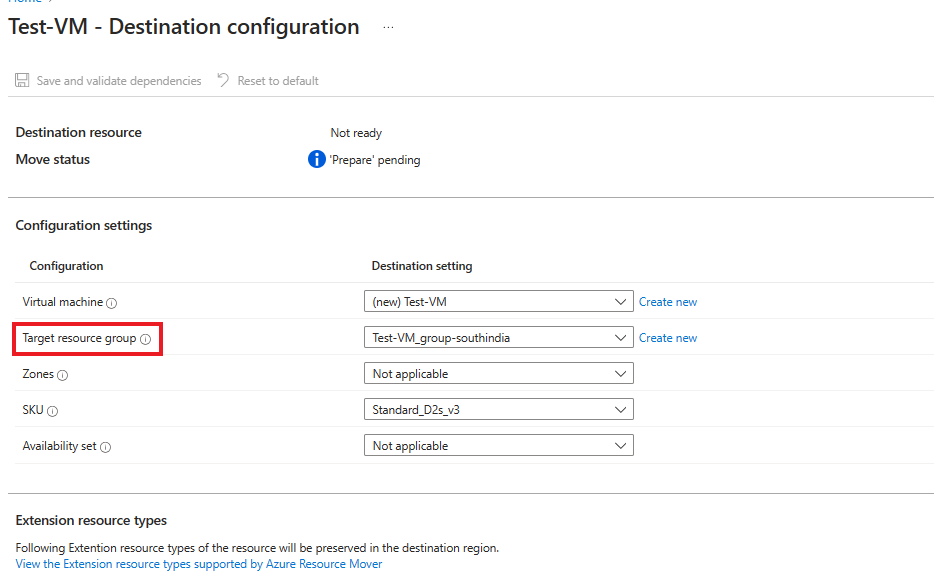 Home
Test-VM - Destination configuration ...
Save and validate dependencies Reset to default
Destination resource Not ready
Move status 'Prepare' pending
Configuration settings
Configuration Destination setting
Virtual machine (new) Test-VM Create new
Target resource group Test-VM_group-southindia Create new
Zones Not applicable
SKU Standard_D2s_v3
Availability set Not applicable
Extension resource types
Following Extention resource types of the resource will be preserved in the destination region.
View the Extension resource types supported by Azure Resource Mover